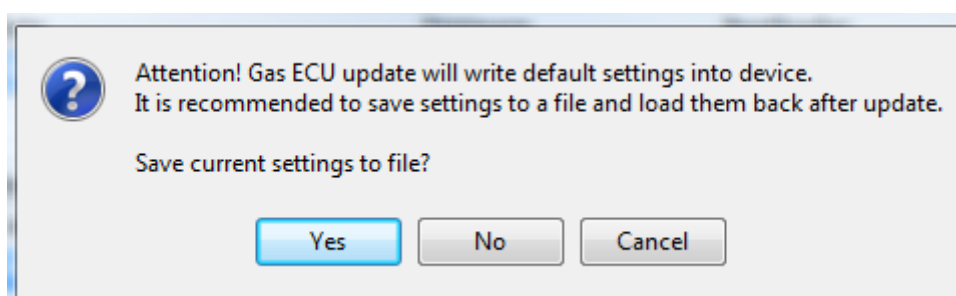 Attention! Gas ECU update will write default settings into device.
It is recommended to save settings to a file and load them back after update.
Save current settings to file?
Yes
No
Cancel